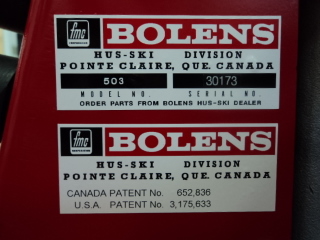 fmc BOLENS
HUS-SKI DIVISION
POINTE CLAIRE, QUE. CANADA
503 30173
MODEL NO. SERIAL NO.
ORDER PARTS FROM BOLENS HUS-SKI DEALER
fmc BOLENS
HUS-SKI DIVISION
POINTE CLAIRE, QUE. CANADA
CANADA PATENT No. 652,836
U.S.A. PATENT No. 3,175,633